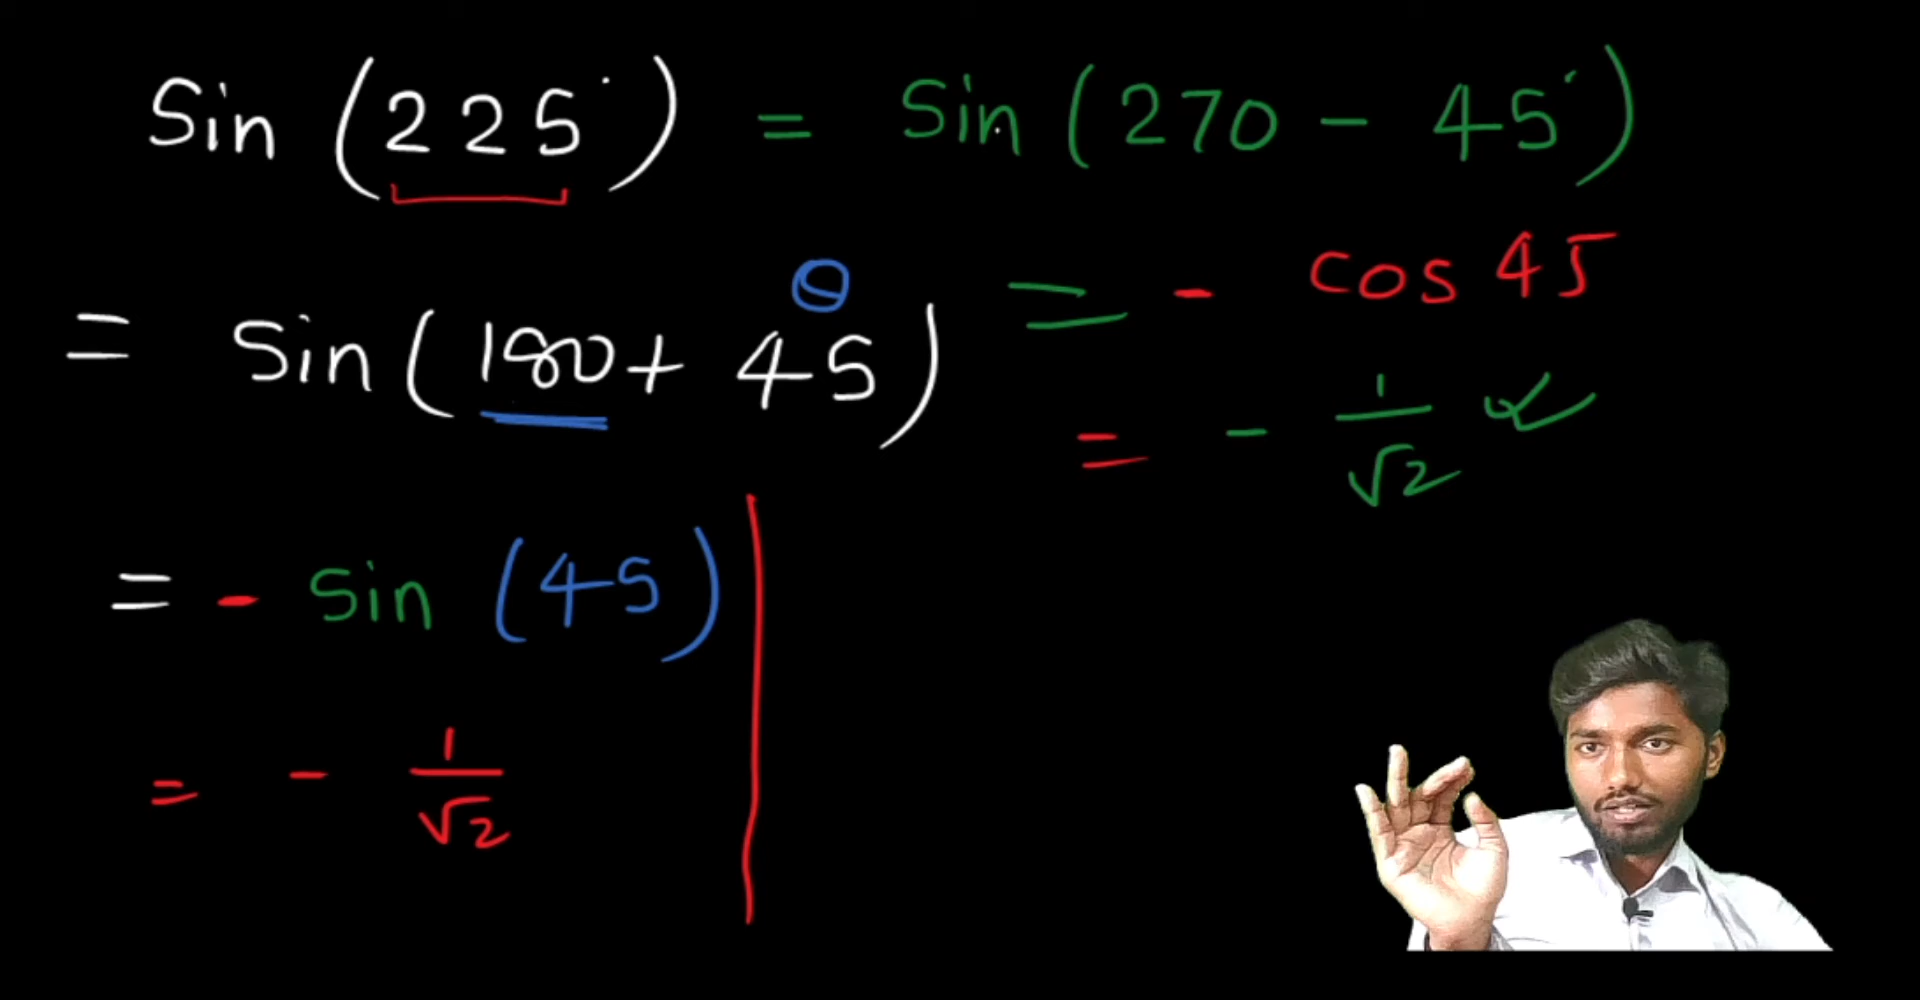 Sin (225°) = Sin (270 - 45°)
θ
= Sin (180 + 45) = - cos 45
= - 1/√2
= - Sin (45)
= - 1/√2